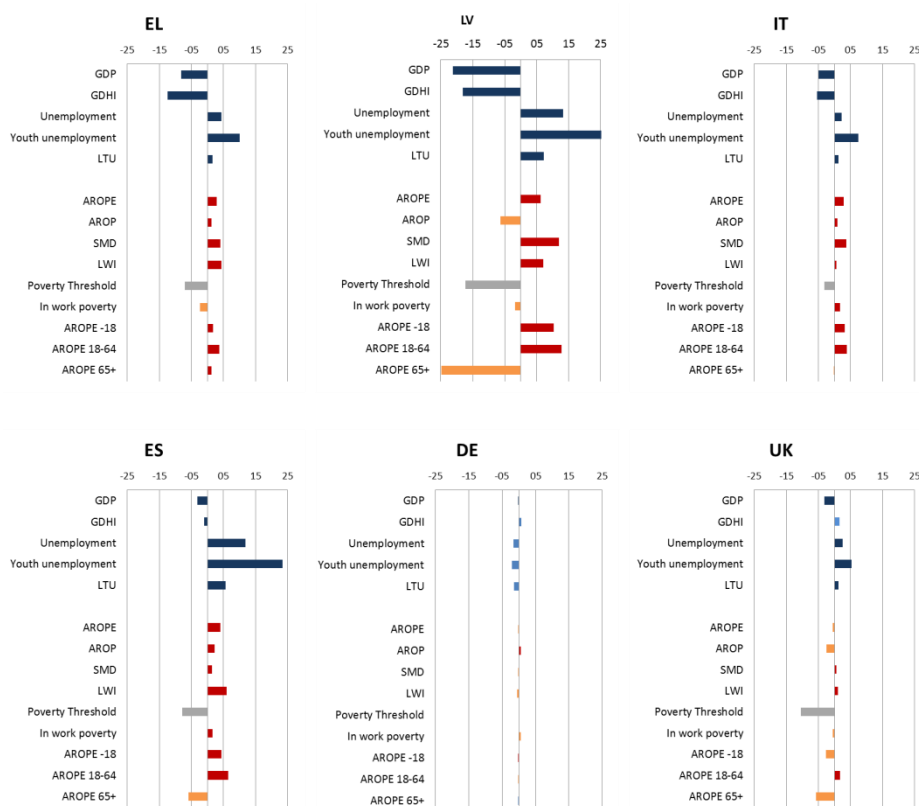 EL
-25 -15 -05 05 15 25
GDP
GDHI
Unemployment
Youth unemployment
LTU
AROPE
AROP
SMD
LWI
Poverty Threshold
In work poverty
AROPE -18
AROPE 18-64
AROPE 65+
LV
-25 -15 -05 05 15 25
GDP
GDHI
Unemployment
Youth unemployment
LTU
AROPE
AROP
SMD
LWI
Poverty Threshold
In work poverty
AROPE -18
AROPE 18-64
AROPE 65+
IT
-25 -15 -05 05 15 25
GDP
GDHI
Unemployment
Youth unemployment
LTU
AROPE
AROP
SMD
LWI
Poverty Threshold
In work poverty
AROPE -18
AROPE 18-64
AROPE 65+
ES
-25 -15 -05 05 15 25
GDP
GDHI
Unemployment
Youth unemployment
LTU
AROPE
AROP
SMD
LWI
Poverty Threshold
In work poverty
AROPE -18
AROPE 18-64
AROPE 65+
DE
-25 -15 -05 05 15 25
GDP
GDHI
Unemployment
Youth unemployment
LTU
AROPE
AROP
SMD
LWI
Poverty Threshold
In work poverty
AROPE -18
AROPE 18-64
AROPE 65+
UK
-25 -15 -05 05 15 25
GDP
GDHI
Unemployment
Youth unemployment
LTU
AROPE
AROP
SMD
LWI
Poverty Threshold
In work poverty
AROPE -18
AROPE 18-64
AROPE 65+